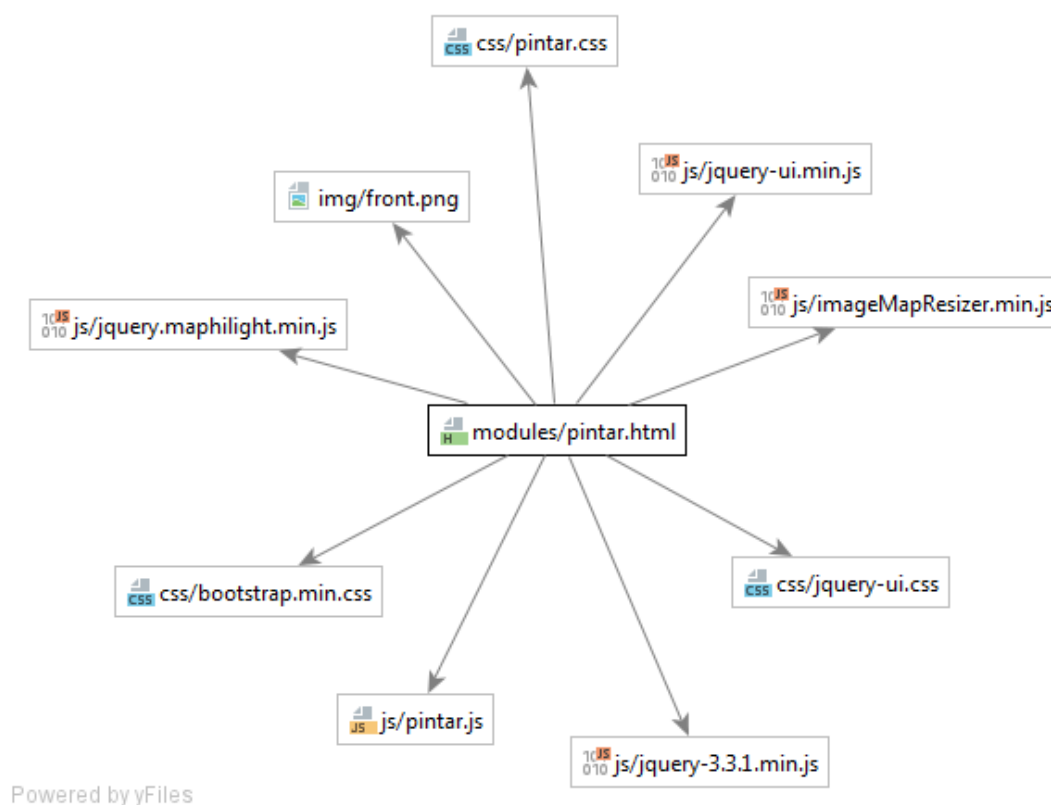 css/pintar.css
js/jquery-ui.min.js
img/front.png
js/imageMapResizer.min.js
js/jquery.maphilight.min.js
modules/pintar.html
css/jquery-ui.css
css/bootstrap.min.css
js/pintar.js
js/jquery-3.3.1.min.js
Powered by yFiles